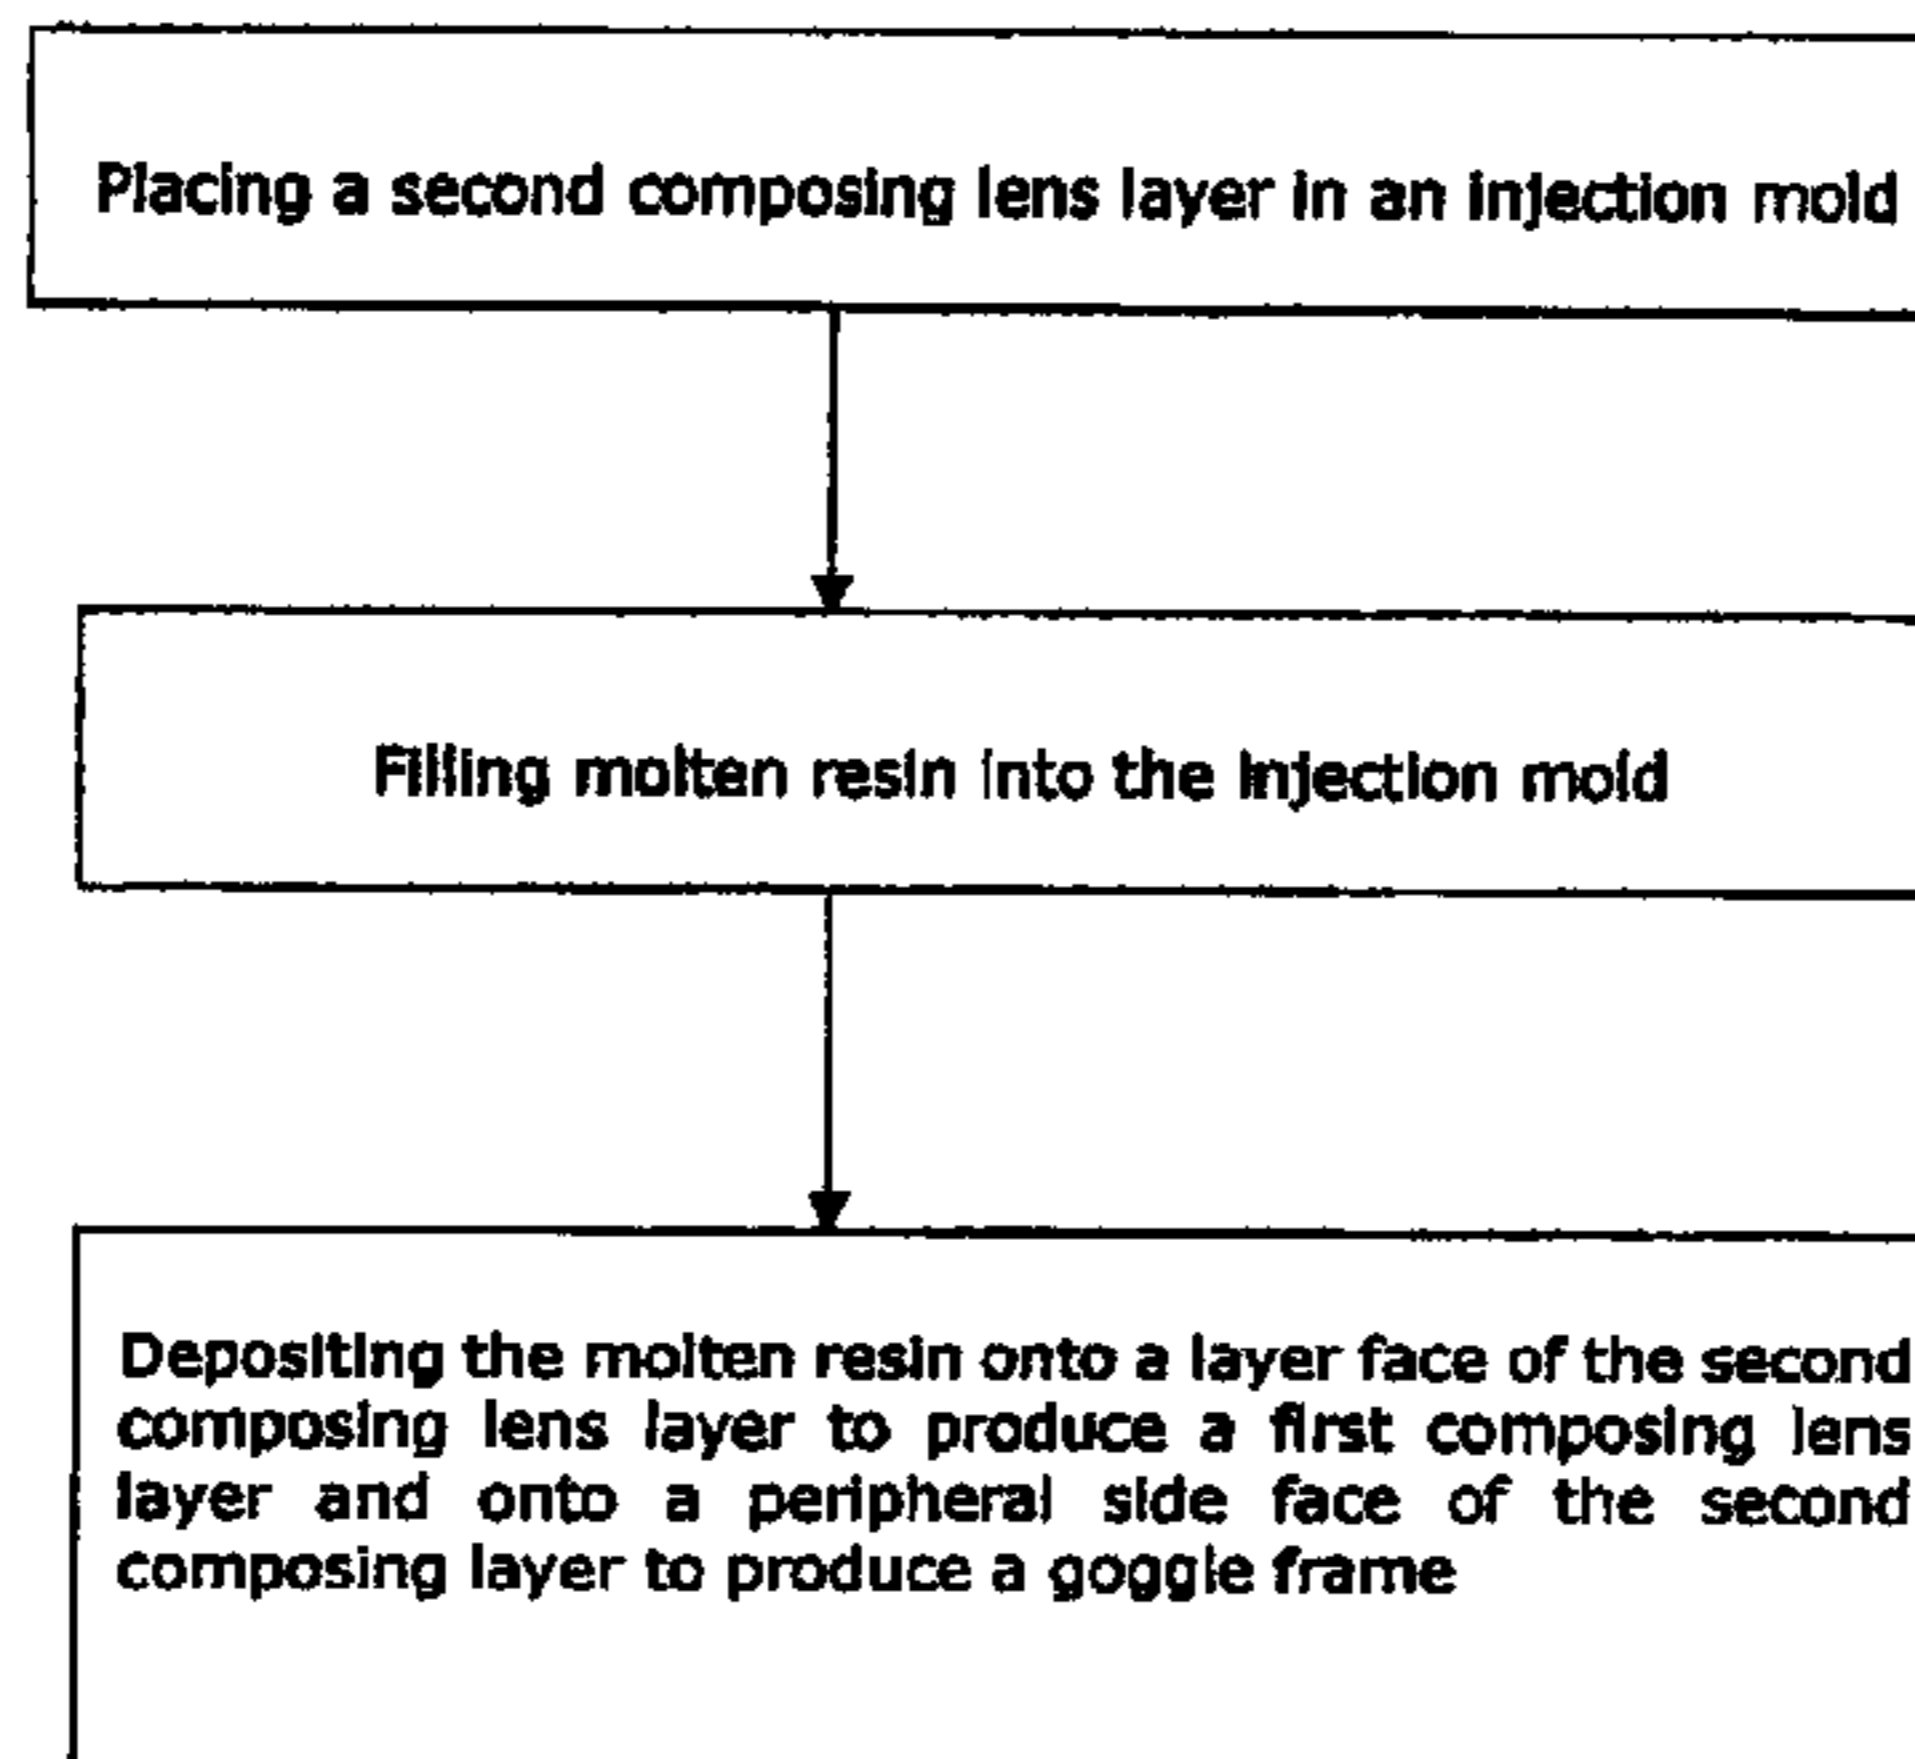 Placing a second composing lens layer in an injection mold
Filling molten resin into the injection mold
Depositing the molten resin onto a layer face of the second
composing lens layer to produce a first composing lens
layer and onto a peripheral side face of the second
composing layer to produce a goggle frame